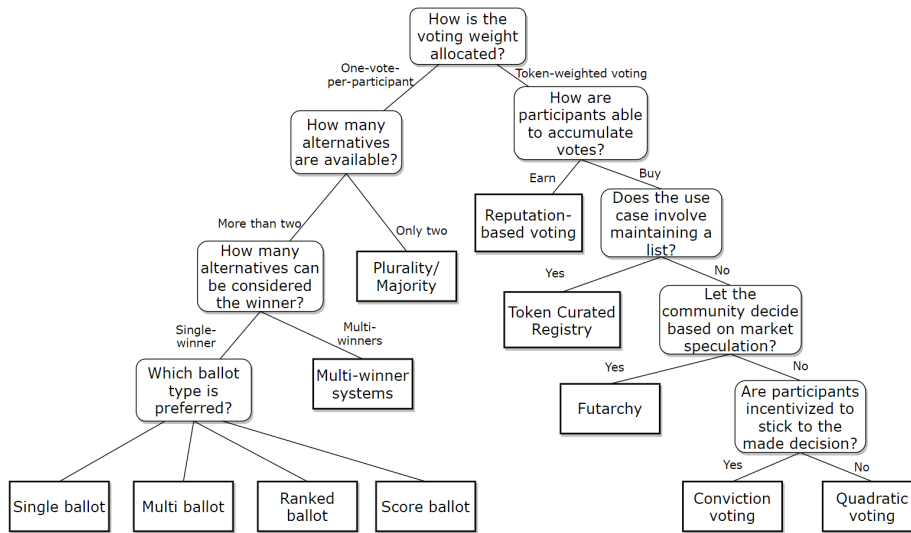 How is the
voting weight
allocated?
One-vote-
per-participant
Token-weighted voting
How many
alternatives
are available?
How are
participants able
to accumulate
votes?
Earn
Buy
More than two
Only two
Reputation-
based voting
Does the use
case involve
maintaining a
list?
How many
alternatives can
be considered
the winner?
Plurality/
Majority
Yes
No
Single-
winner
Multi-
winners
Token Curated
Registry
Let the
community decide
based on market
speculation?
Which ballot
type is
preferred?
Multi-winner
systems
Yes
No
Futarchy
Are participants
incentivized to
stick to the
made decision?
Yes
No
Single ballot
Multi ballot
Ranked
ballot
Score ballot
Conviction
voting
Quadratic
voting